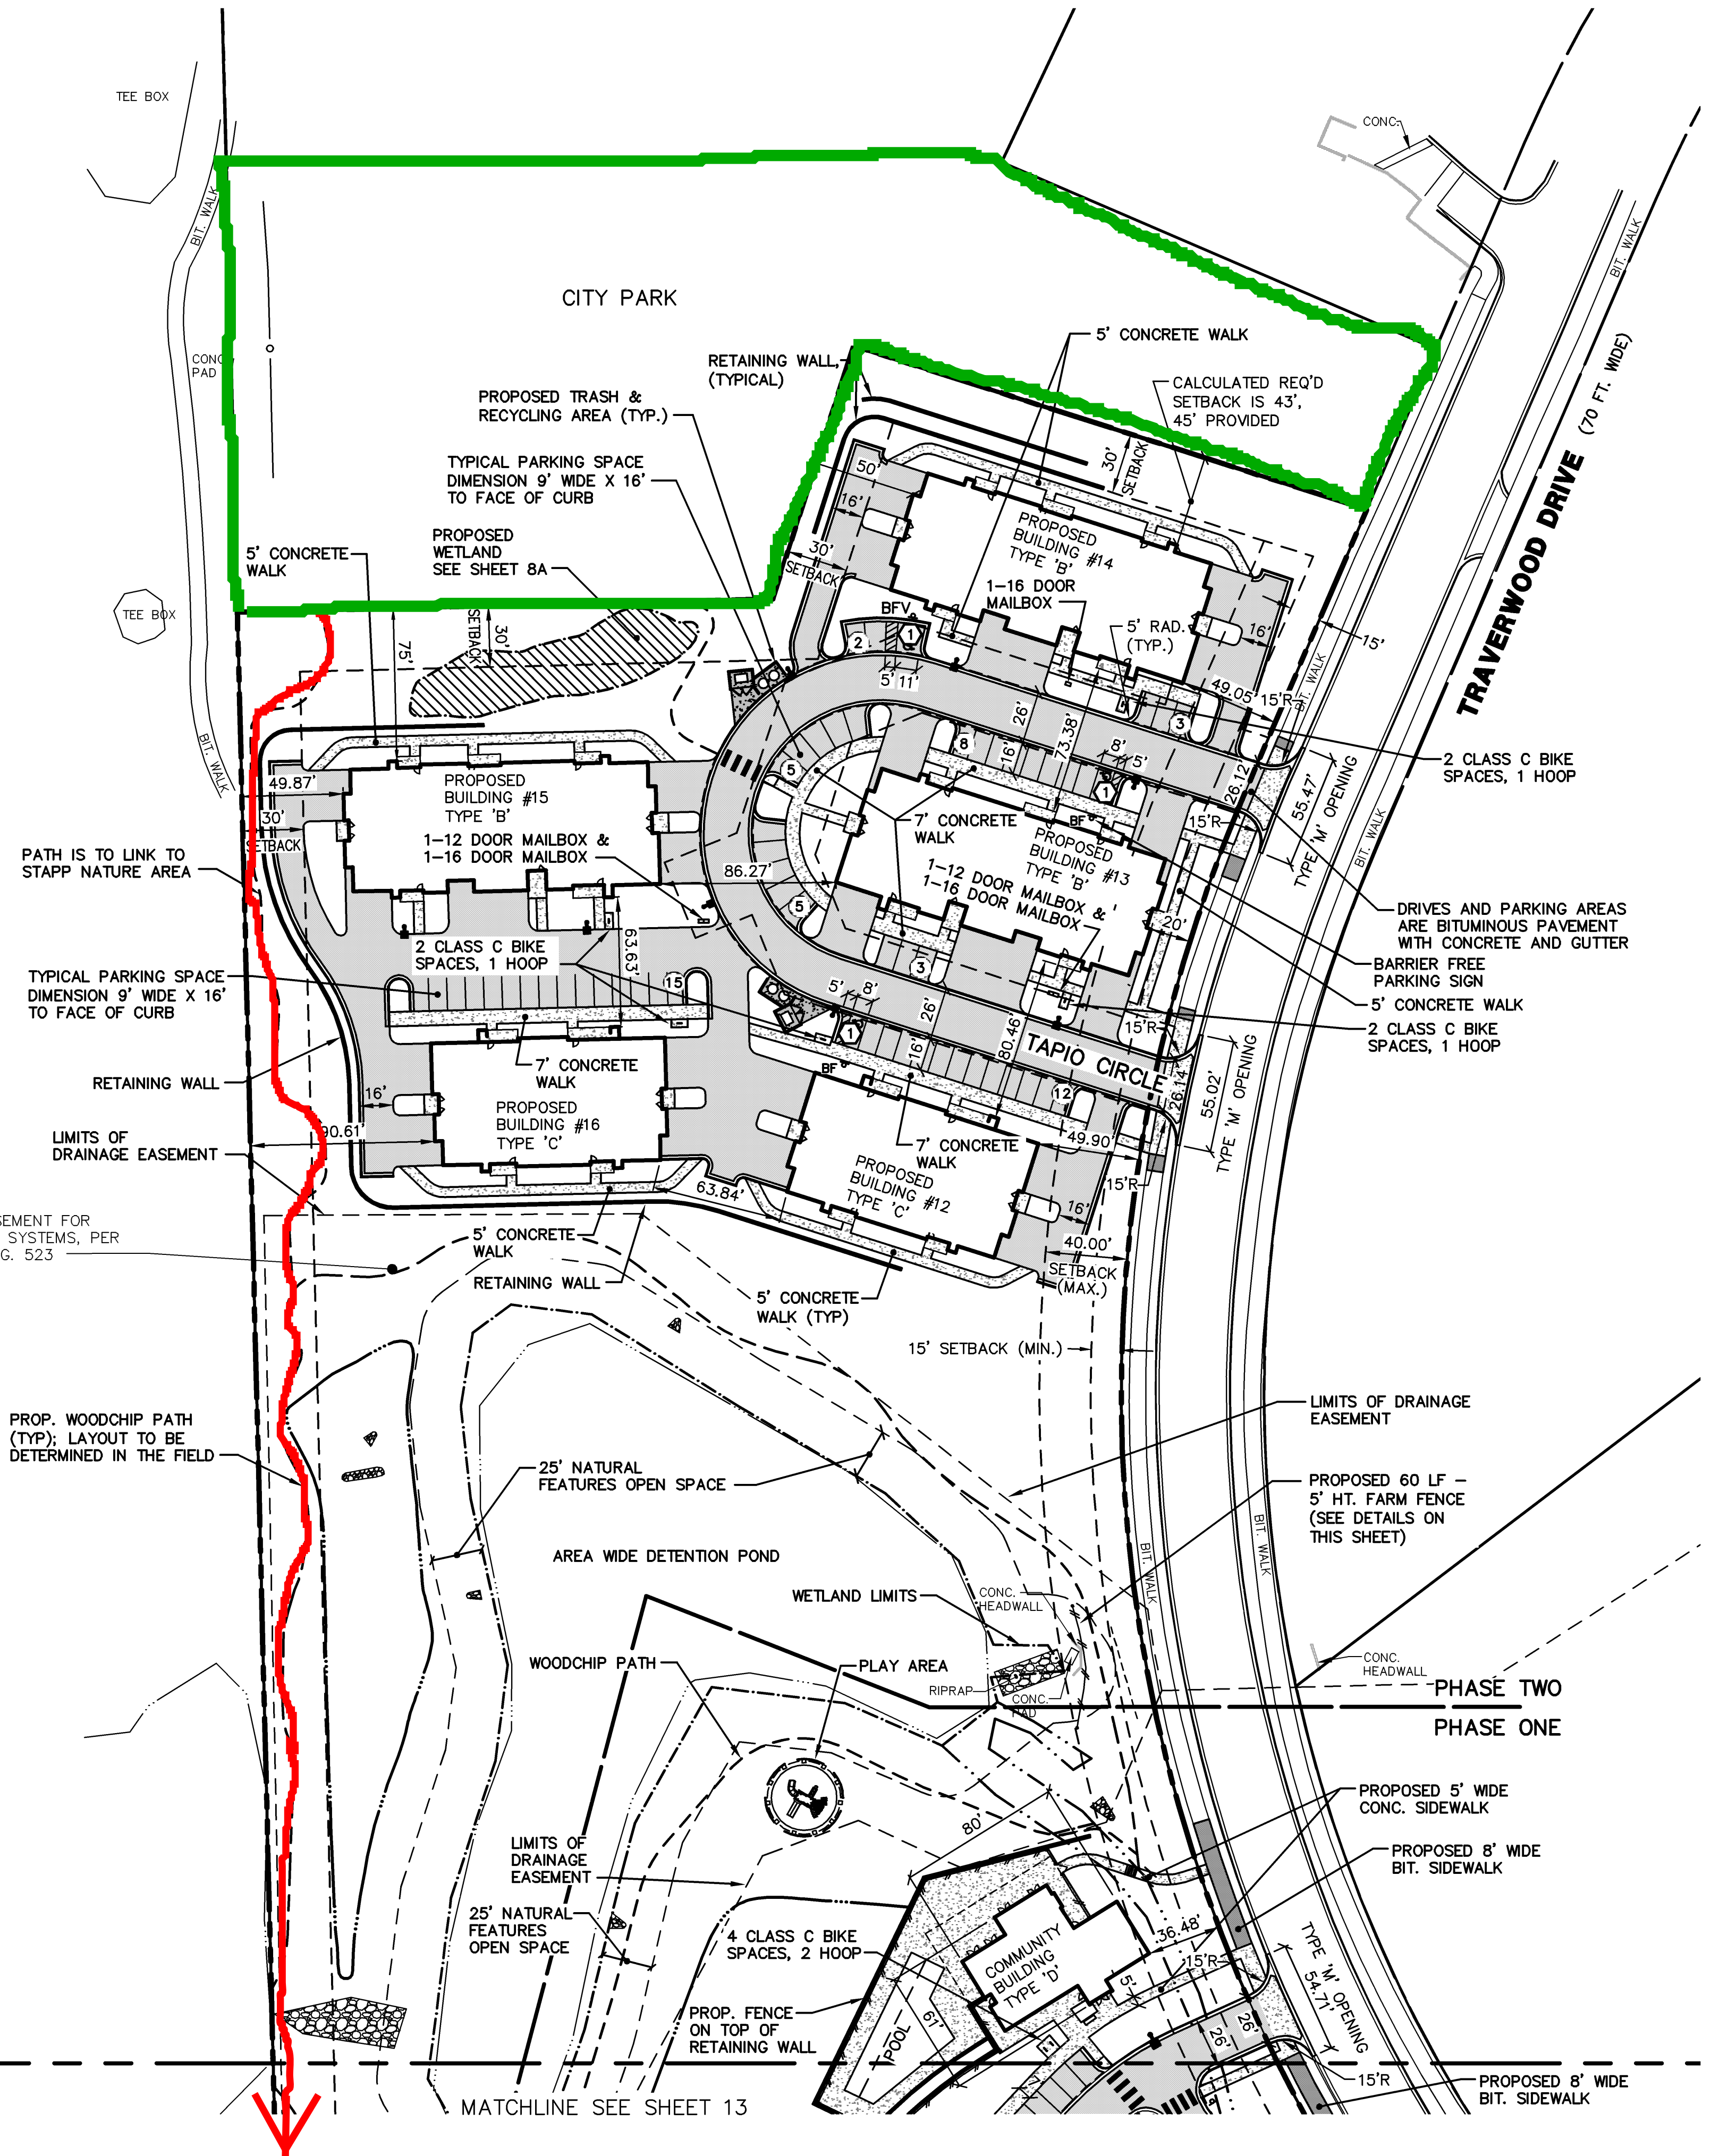 TEE BOX
CONC.
BIT. WALK
BIT. WALK
CITY PARK
CONC
PAD
RETAINING WALL,
(TYPICAL)
5' CONCRETE WALK
CALCULATED REQ'D
SETBACK IS 43',
45' PROVIDED
TRAVERWOOD DRIVE (70 FT. WIDE)
PROPOSED TRASH &
RECYCLING AREA (TYP.)
TYPICAL PARKING SPACE
DIMENSION 9' WIDE X 16'
TO FACE OF CURB
PROPOSED
WETLAND
SEE SHEET 8A
5' CONCRETE
WALK
30'
SETBACK
50'
16'
PROPOSED
BUILDING #14
TYPE 'B'
30'
SETBACK
1-16 DOOR
MAILBOX
TEE BOX
75'
SETBACK
30'
BFV
2
1
5' RAD.
(TYP.)
16'
15'
5'
11'
49.05'
15'R
BIT. WALK
3
BIT. WALK
26'
73.38'
8
16'
8'
5'
5
1
26.12'
55.47'
TYPE 'M' OPENING
2 CLASS C BIKE
SPACES, 1 HOOP
49.87'
30'
SETBACK
PROPOSED
BUILDING #15
TYPE 'B'
1-12 DOOR MAILBOX &
1-16 DOOR MAILBOX
7' CONCRETE
WALK
BF
15'R
BIT. WALK
PROPOSED
BUILDING #13
TYPE 'B'
1-12 DOOR MAILBOX &
1-16 DOOR MAILBOX
PATH IS TO LINK TO
STAPP NATURE AREA
86.27'
5
20'
DRIVES AND PARKING AREAS
ARE BITUMINOUS PAVEMENT
WITH CONCRETE AND GUTTER
2 CLASS C BIKE
SPACES, 1 HOOP
63.63'
3
BARRIER FREE
PARKING SIGN
TYPICAL PARKING SPACE
DIMENSION 9' WIDE X 16'
TO FACE OF CURB
15
5'
8'
26'
5' CONCRETE WALK
1
15'R
2 CLASS C BIKE
SPACES, 1 HOOP
80.46'
TAPIO CIRCLE
16'
7' CONCRETE
WALK
BF
RETAINING WALL
16'
12
26.14'
55.02'
TYPE 'M' OPENING
PROPOSED
BUILDING #16
TYPE 'C'
90.61'
LIMITS OF
DRAINAGE EASEMENT
7' CONCRETE
WALK
49.90'
PROPOSED
BUILDING #12
TYPE 'C'
15'R
63.84'
16'
SEMENT FOR
SYSTEMS, PER
G. 523
5' CONCRETE
WALK
40.00'
SETBACK
(MAX.)
RETAINING WALL
5' CONCRETE
WALK (TYP)
15' SETBACK (MIN.)
LIMITS OF DRAINAGE
EASEMENT
PROP. WOODCHIP PATH
(TYP); LAYOUT TO BE
DETERMINED IN THE FIELD
25' NATURAL
FEATURES OPEN SPACE
PROPOSED 60 LF -
5' HT. FARM FENCE
(SEE DETAILS ON
THIS SHEET)
AREA WIDE DETENTION POND
BIT. WALK
BIT. WALK
WETLAND LIMITS
CONC.
HEADWALL
WOODCHIP PATH
PLAY AREA
RIPRAP
CONC.
PAD
CONC.
HEADWALL
PHASE TWO
PHASE ONE
PROPOSED 5' WIDE
CONC. SIDEWALK
80'
LIMITS OF
DRAINAGE
EASEMENT
PROPOSED 8' WIDE
BIT. SIDEWALK
25' NATURAL
FEATURES
OPEN SPACE
4 CLASS C BIKE
SPACES, 2 HOOP
COMMUNITY
BUILDING
TYPE 'D'
36.48'
15'R
5'
TYPE 'M' OPENING
54.71'
PROP. FENCE
ON TOP OF
RETAINING WALL
61'
POOL
26'
26'
15'R
PROPOSED 8' WIDE
BIT. SIDEWALK
MATCHLINE SEE SHEET 13